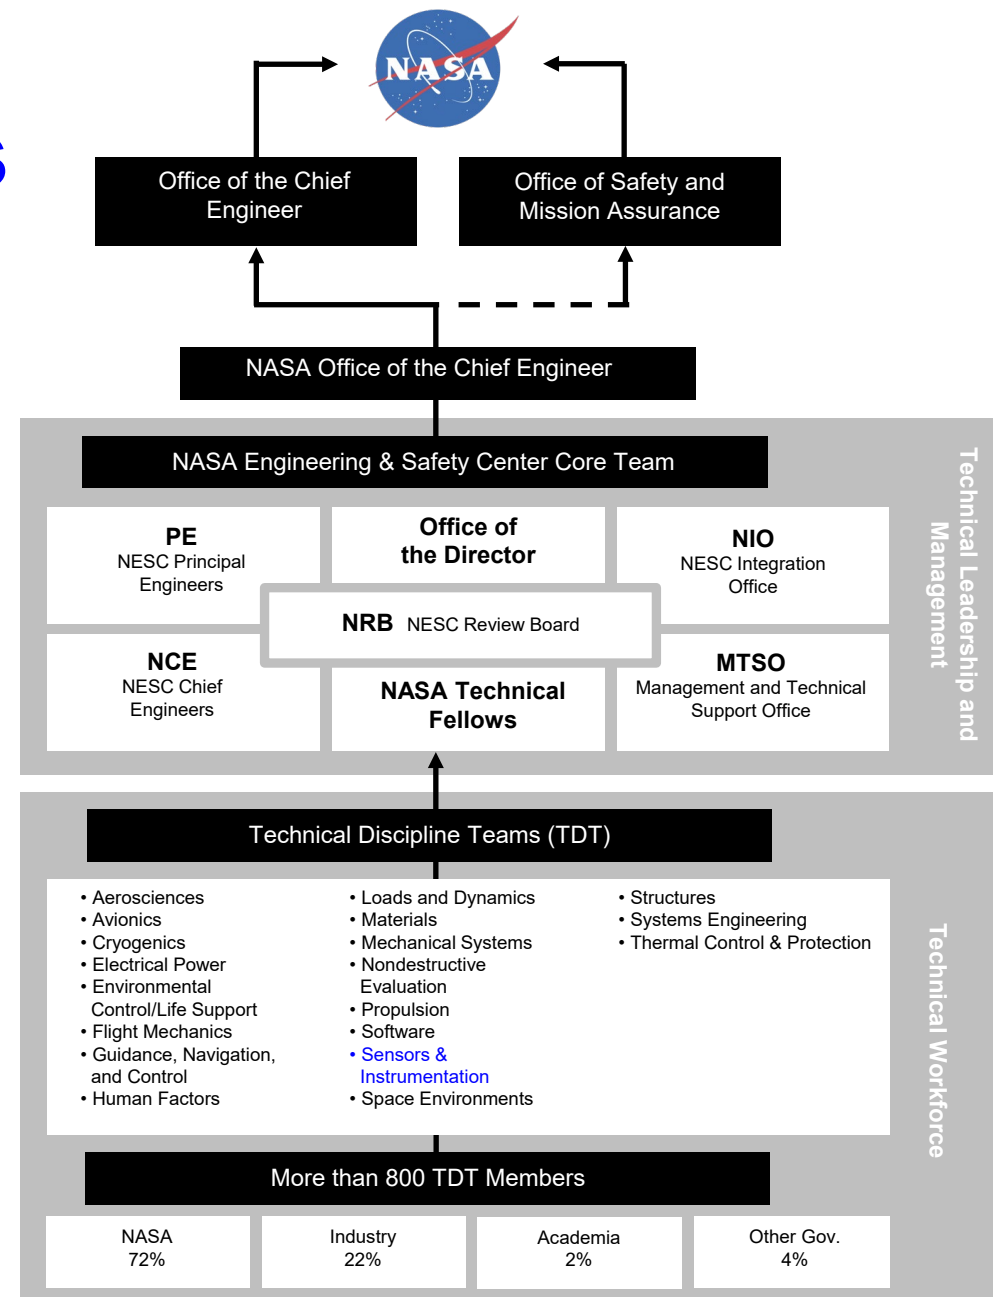 NASA
Office of the Chief
Engineer
Office of Safety and
Mission Assurance
NASA Office of the Chief Engineer
NASA Engineering & Safety Center Core Team
PE
NESC Principal
Engineers
Office of
the Director
NIO
NESC Integration
Office
NRB NESC Review Board
NCE
NESC Chief
Engineers
NASA Technical
Fellows
MTSO
Management and Technical
Support Office
Technical Leadership and
Management
Technical Discipline Teams (TDT)
• Aerosciences
• Avionics
• Cryogenics
• Electrical Power
• Environmental
Control/Life Support
• Flight Mechanics
• Guidance, Navigation,
and Control
• Human Factors
• Loads and Dynamics
• Materials
• Mechanical Systems
• Nondestructive
Evaluation
• Propulsion
• Software
• Sensors &
Instrumentation
• Space Environments
• Structures
• Systems Engineering
• Thermal Control & Protection
Technical Workforce
More than 800 TDT Members
NASA
72%
Industry
22%
Academia
2%
Other Gov.
4%